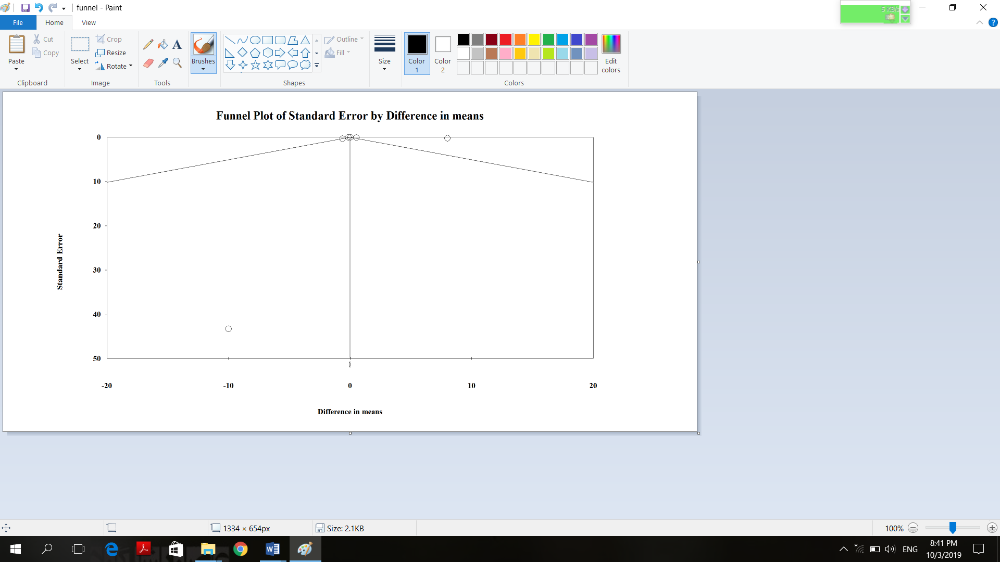 funnel - Paint
5 KB/s
File Home View
Paste
Cut
Copy
Clipboard
Select
Crop
Resize
Rotate
Image
A
Tools
Brushes
Shapes
Outline
Fill
Size
Color 1
Color 2
Edit colors
Colors
Funnel Plot of Standard Error by Difference in means
0
10
20
30
40
50
Standard Error
-20 -10 0 10 20
Difference in means
1334 × 654px
Size: 2.1KB
100%
ENG
8:41 PM
10/3/2019